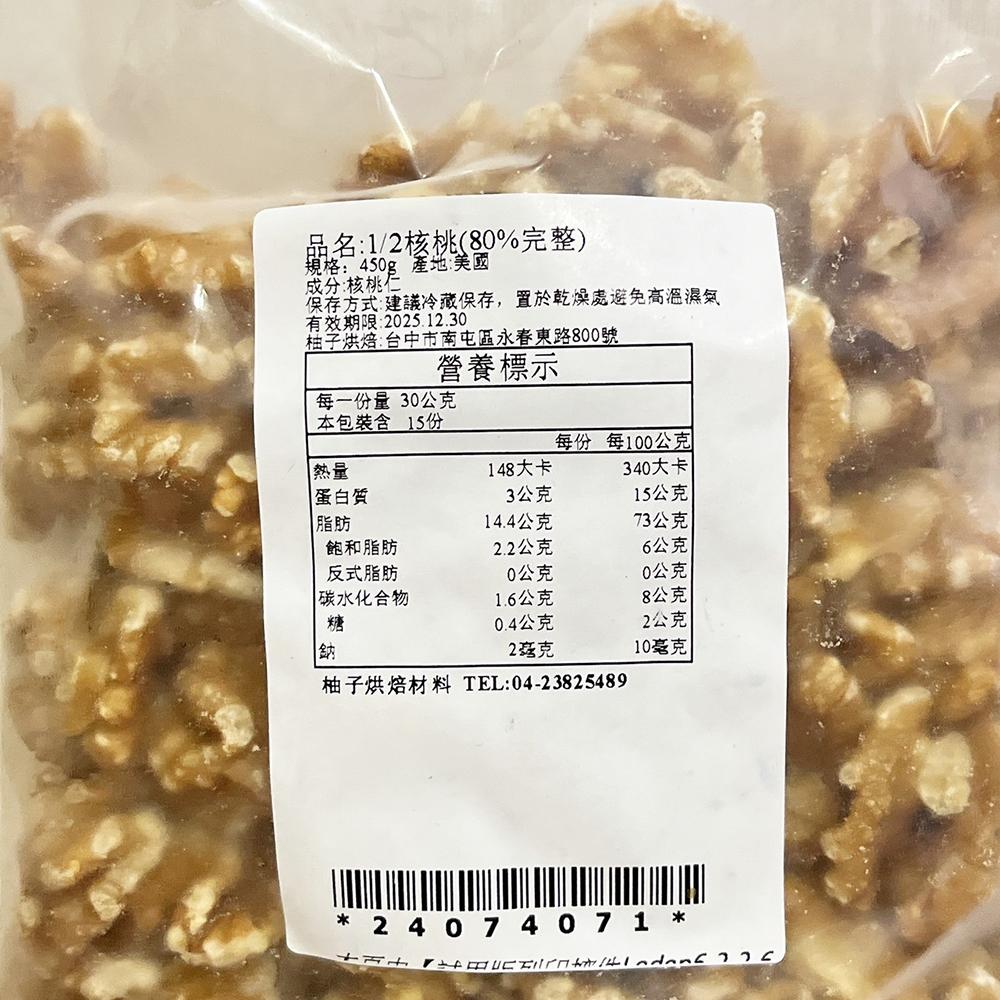 品名:1/2核桃(80%完整)
規格: 450g 產地:美國
成分:核桃仁
保存方式:建議冷藏保存，置於乾燥處避免高溫濕氣
有效期限:2025.12.30
柚子烘焙:台中市南屯區永春東路800號
營養標示
每一份量 30公克
本包裝含 15份
每份 每100公克
熱量 148大卡 340大卡
蛋白質 3公克 15公克
脂肪 14.4公克 73公克
飽和脂肪 2.2公克 6公克
反式脂肪 0公克 0公克
碳水化合物 1.6公克 8公克
糖 0.4公克 2公克
鈉 2毫克 10毫克
柚子烘焙材料 TEL:04-23825489
*24074071*